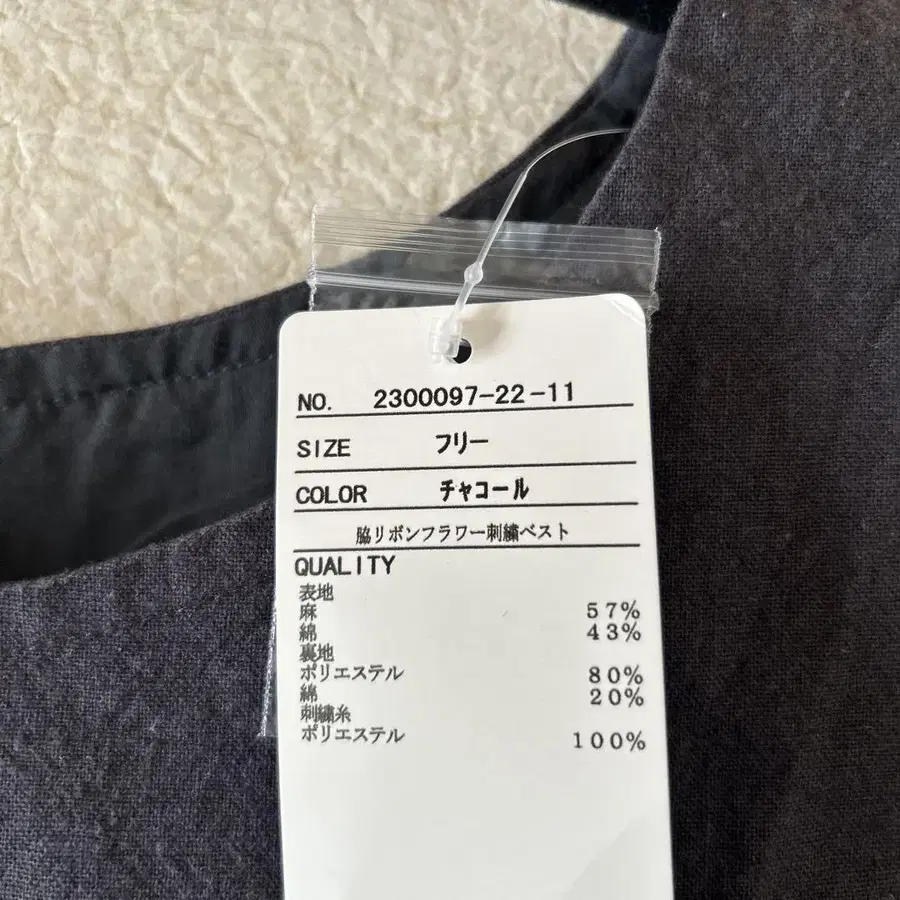 NO. 2300097-22-11
SIZE フリー
COLOR チャコール
脇リボンフラワー刺繍ベスト
QUALITY
表地
麻 57%
綿 43%
裏地
ポリエステル 80%
綿 20%
刺繍糸
ポリエステル 100%